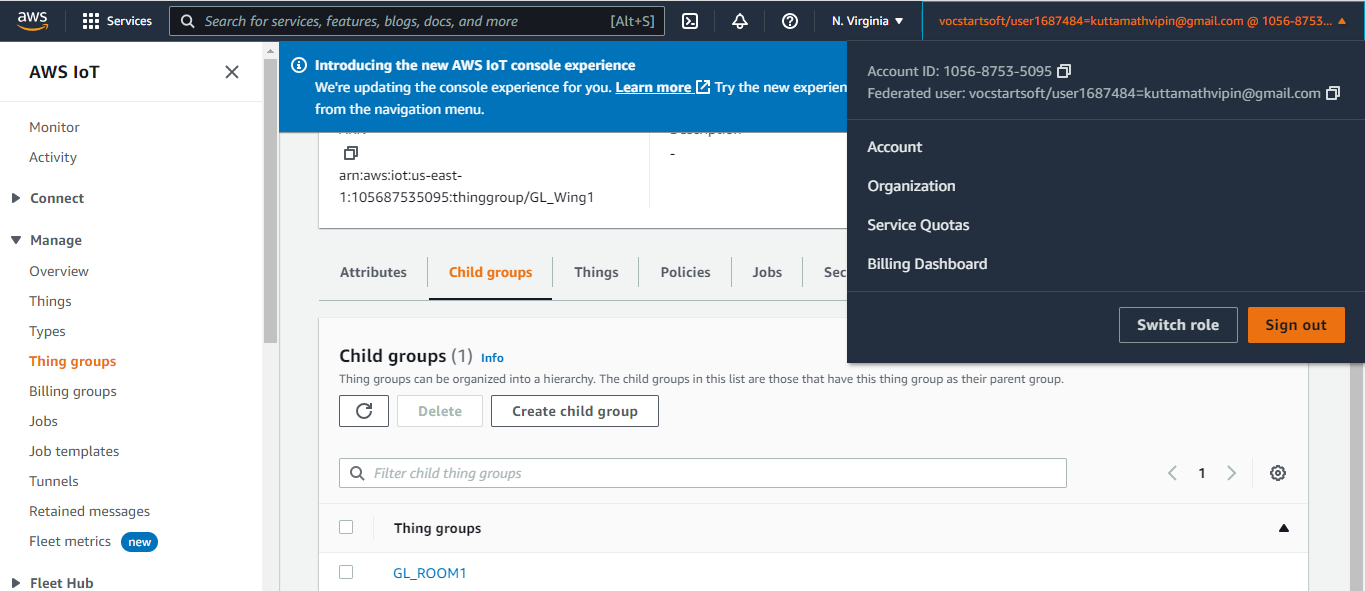 aws
Services
Search for services, features, blogs, docs, and more
[Alt+S]
N. Virginia
vocstartsoft/user1687484=kuttamathvipin@gmail.com @ 1056-8753...
AWS IoT
Monitor
Activity
Connect
Manage
Overview
Things
Types
Thing groups
Billing groups
Jobs
Job templates
Tunnels
Retained messages
Fleet metrics new
Fleet Hub
Introducing the new AWS IoT console experience
We're updating the console experience for you. Learn more Try the new experien
from the navigation menu.
Description
-
arn:aws:iot:us-east-
1:105687535095:thinggroup/GL_Wing1
Attributes
Child groups
Things
Policies
Jobs
Sec
Account ID: 1056-8753-5095
Federated user: vocstartsoft/user1687484=kuttamathvipin@gmail.com
Account
Organization
Service Quotas
Billing Dashboard
Switch role
Sign out
Child groups (1) Info
Thing groups can be organized into a hierarchy. The child groups in this list are those that have this thing group as their parent group.
Delete
Create child group
Filter child thing groups
1
Thing groups
GL_ROOM1